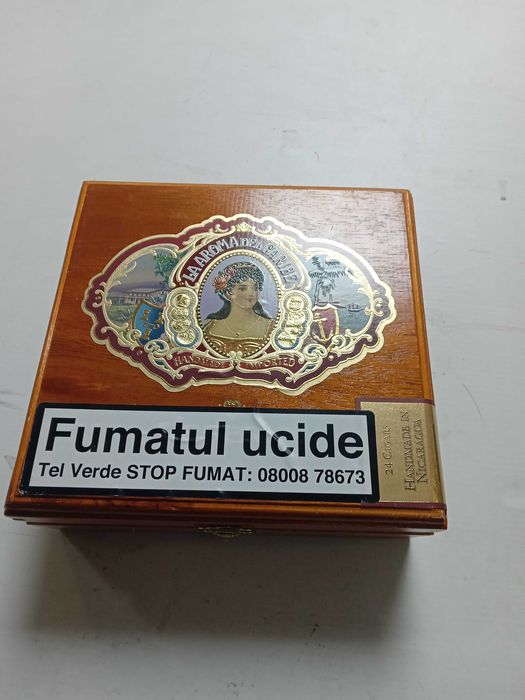 LA AROMA DEL CARIBE
HANDMADE IMPORTED
Fumatul ucide
Tel Verde STOP FUMAT: 08008 78673
24 CIGARS
HANDMADE IN
NICARAGUA